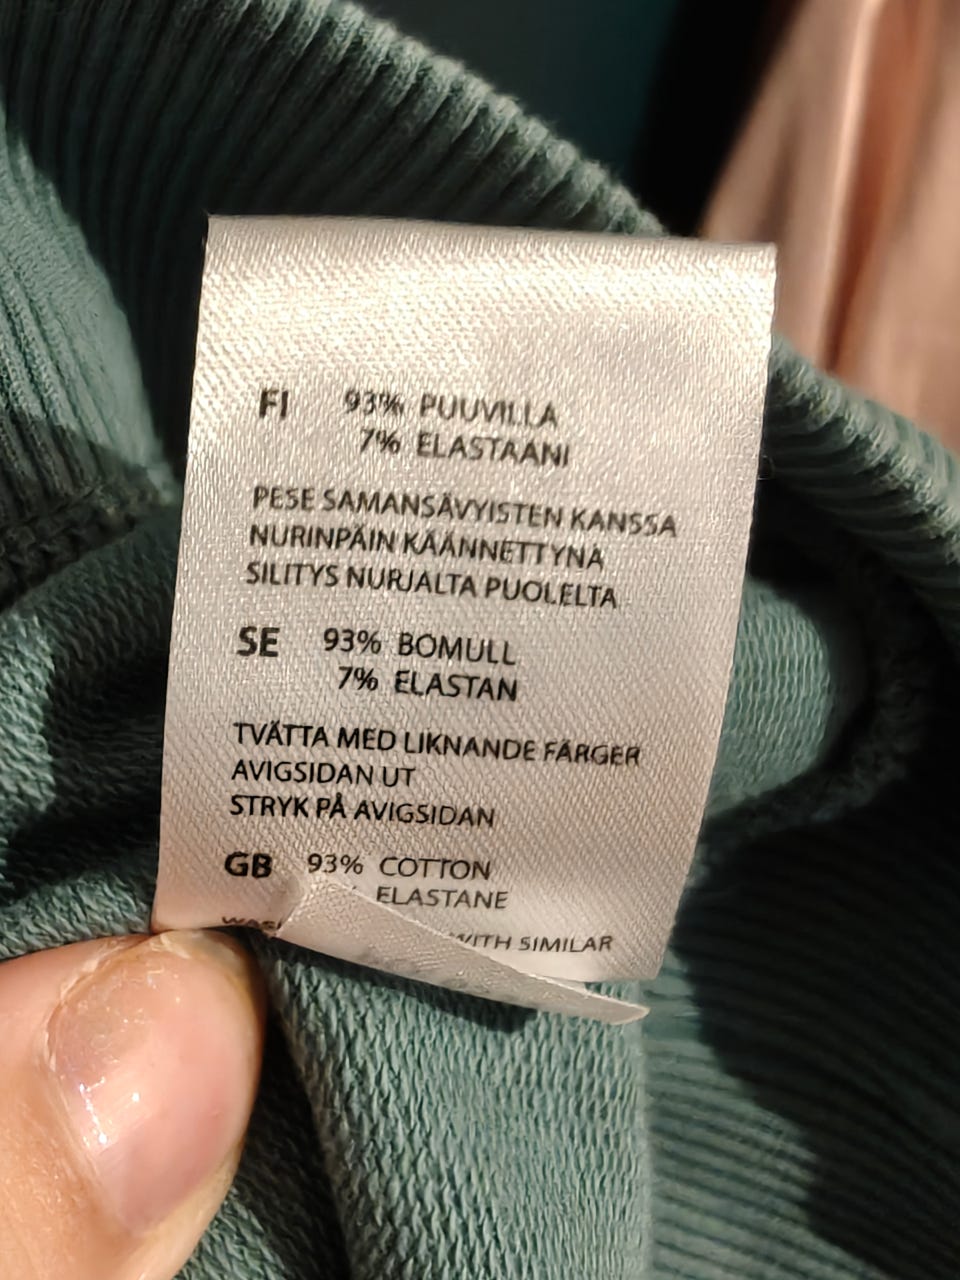 FI 93% PUUVILLA
7% ELASTAANI
PESE SAMANSÄVYISTEN KANSSA
NURINPÄIN KÄÄNNETTYNÄ
SILITYS NURJALTA PUOLELTA
SE 93% BOMULL
7% ELASTAN
TVÄTTA MED LIKNANDE FÄRGER
AVIGSIDAN UT
STRYK PÅ AVIGSIDAN
GB 93% COTTON
ELASTANE
WITH SIMILAR